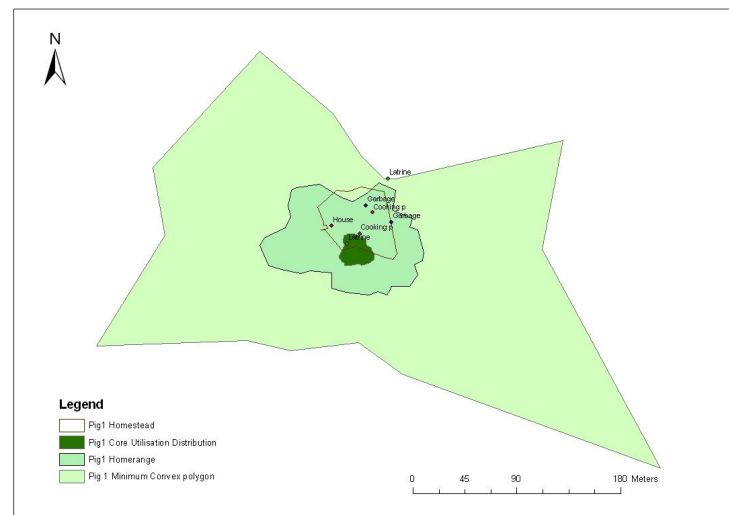 N
Latrine
Garbage
Cooking p
Garbage
House
Cooking p
Latrine
Legend
Pig1 Homestead
Pig1 Core Utilisation Distribution
Pig1 Homerange
Pig 1 Minimum Convex polygon
0 45 90 180 Meters